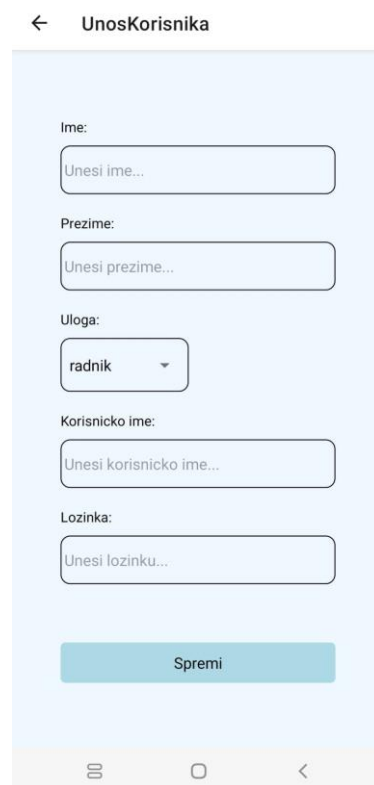 UnosKorisnika
Ime:
Unesi ime...
Prezime:
Unesi prezime...
Uloga:
radnik
Korisnicko ime:
Unesi korisnicko ime...
Lozinka:
Unesi lozinku...
Spremi